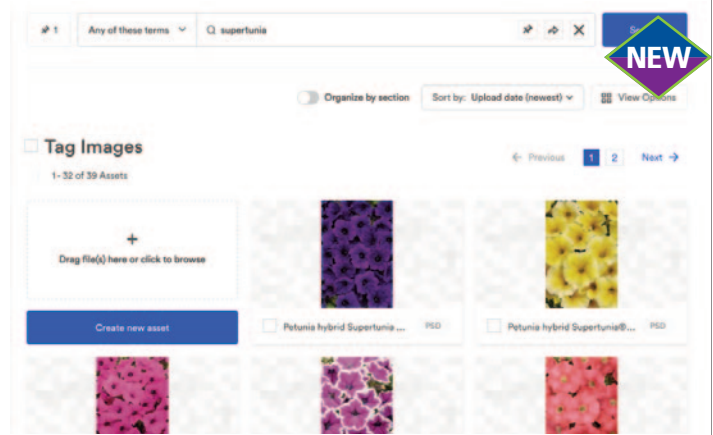 1
Any of these terms
supertunia
NEW
Organize by section
Sort by: Upload date (newest)
View Options
Tag Images
1-32 of 39 Assets
Previous
1
2
Next
+
Drag file(s) here or click to browse
Create new asset
Petunia hybrid Supertunia ...
PSD
Petunia hybrid Supertunia®...
PSD